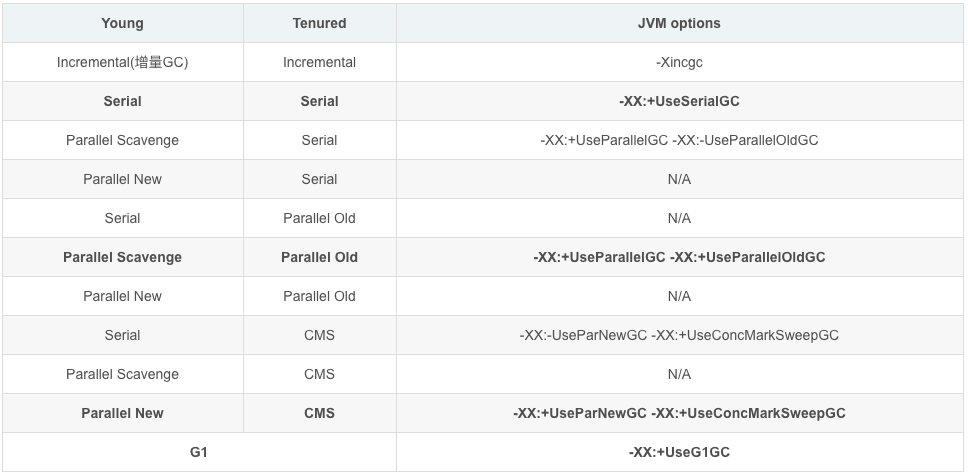 Young Tenured JVM options
Incremental(增量GC) Incremental -Xincgc
Serial Serial -XX:+UseSerialGC
Parallel Scavenge Serial -XX:+UseParallelGC -XX:-UseParallelOldGC
Parallel New Serial N/A
Serial Parallel Old N/A
Parallel Scavenge Parallel Old -XX:+UseParallelGC -XX:+UseParallelOldGC
Parallel New Parallel Old N/A
Serial CMS -XX:-UseParNewGC -XX:+UseConcMarkSweepGC
Parallel Scavenge CMS N/A
Parallel New CMS -XX:+UseParNewGC -XX:+UseConcMarkSweepGC
G1 -XX:+UseG1GC